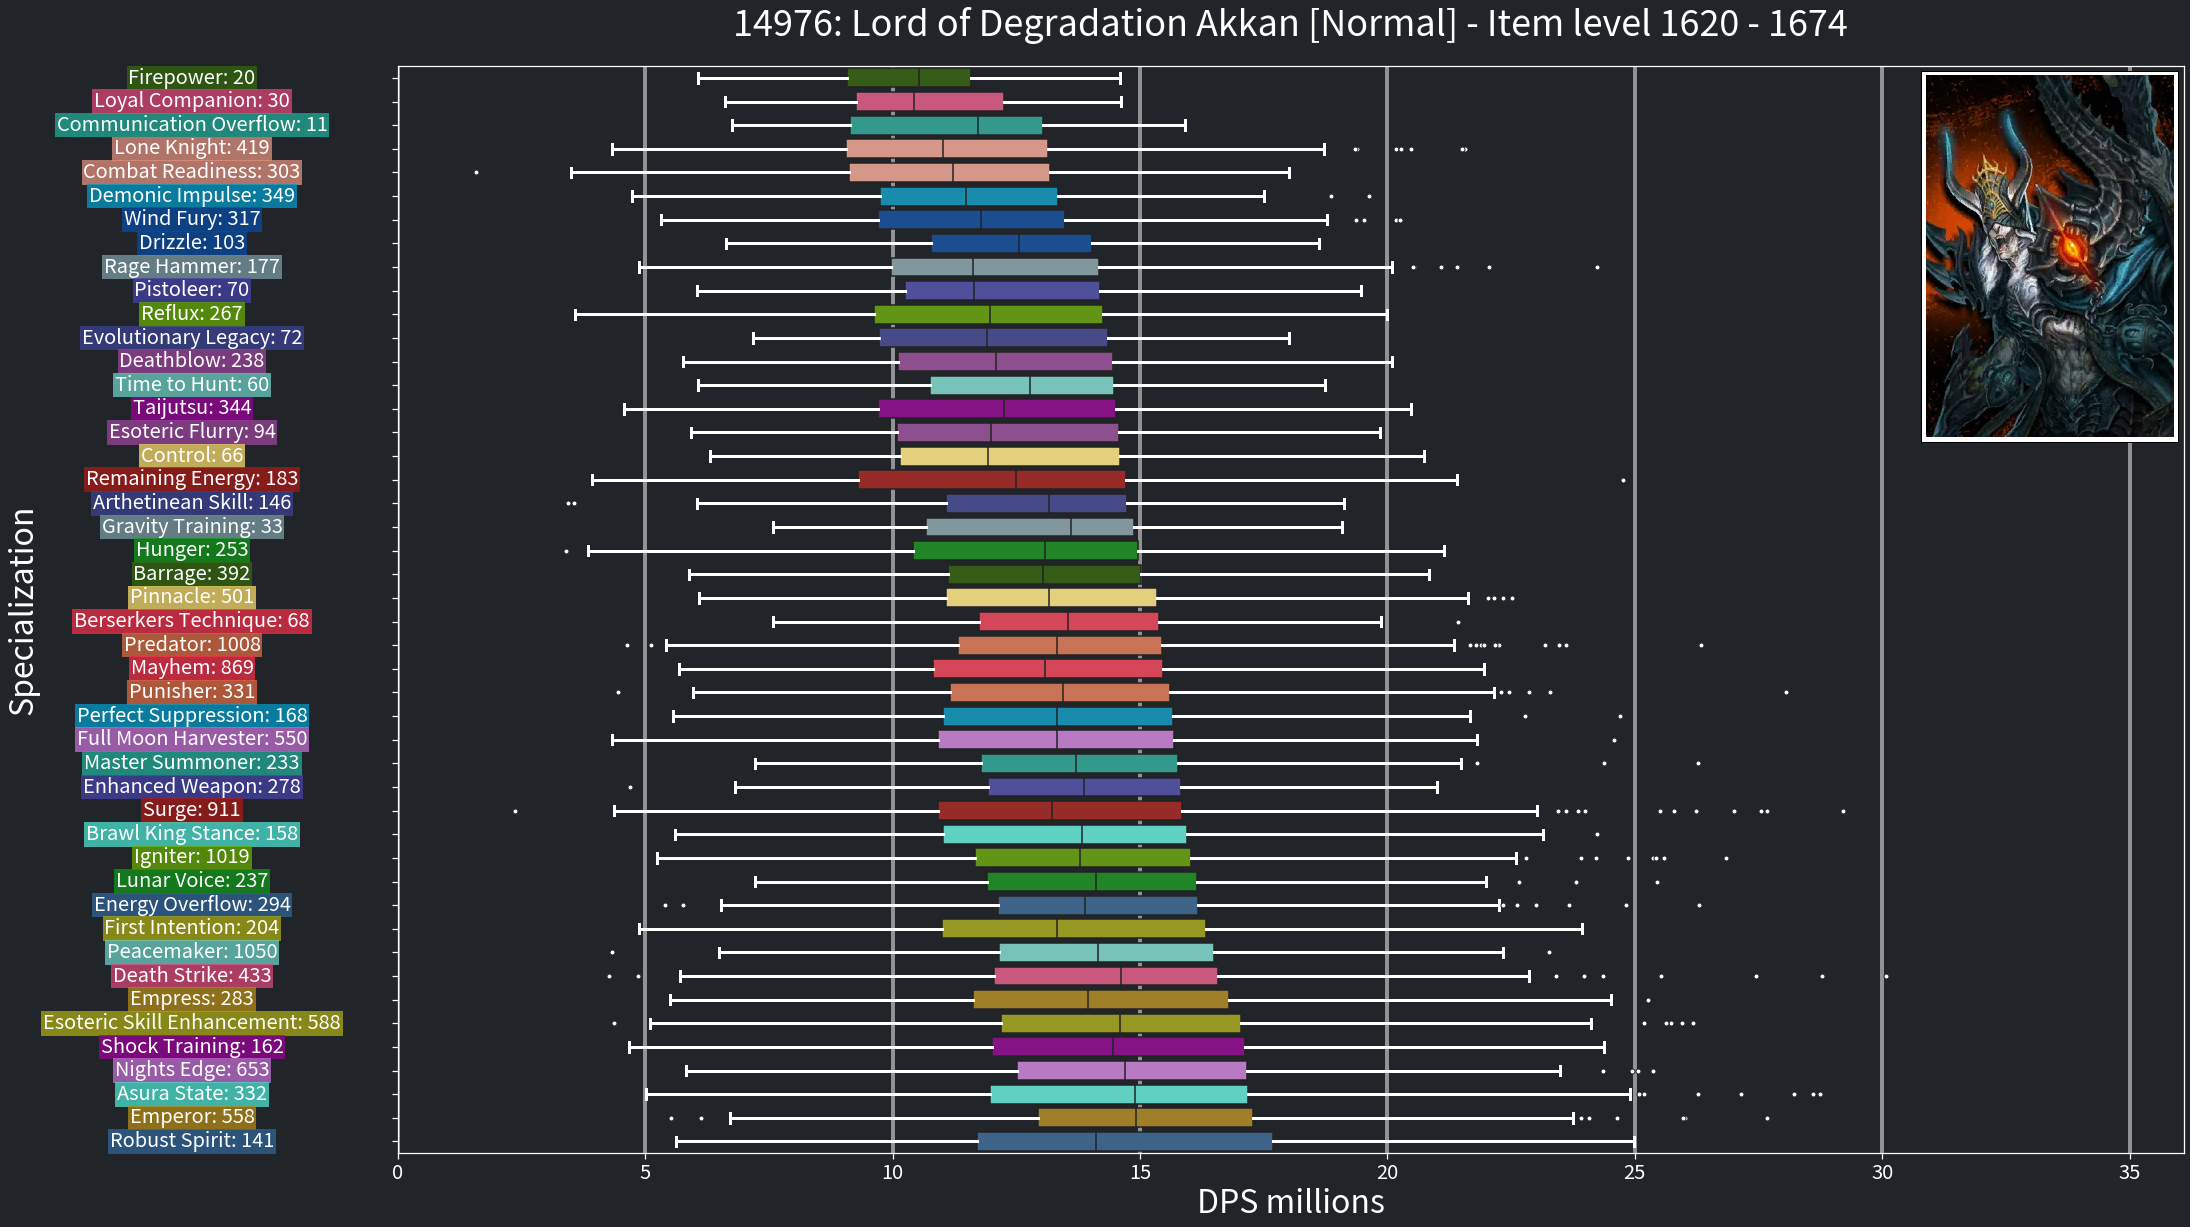 14976: Lord of Degradation Akkan [Normal] - Item level 1620 - 1674
Specialization
Firepower: 20
Loyal Companion: 30
Communication Overflow: 11
Lone Knight: 419
Combat Readiness: 303
Demonic Impulse: 349
Wind Fury: 317
Drizzle: 103
Rage Hammer: 177
Pistoleer: 70
Reflux: 267
Evolutionary Legacy: 72
Deathblow: 238
Time to Hunt: 60
Taijutsu: 344
Esoteric Flurry: 94
Control: 66
Remaining Energy: 183
Arthetinean Skill: 146
Gravity Training: 33
Hunger: 253
Barrage: 392
Pinnacle: 501
Berserkers Technique: 68
Predator: 1008
Mayhem: 869
Punisher: 331
Perfect Suppression: 168
Full Moon Harvester: 550
Master Summoner: 233
Enhanced Weapon: 278
Surge: 911
Brawl King Stance: 158
Igniter: 1019
Lunar Voice: 237
Energy Overflow: 294
First Intention: 204
Peacemaker: 1050
Death Strike: 433
Empress: 283
Esoteric Skill Enhancement: 588
Shock Training: 162
Nights Edge: 653
Asura State: 332
Emperor: 558
Robust Spirit: 141
0 5 10 15 20 25 30 35
DPS millions